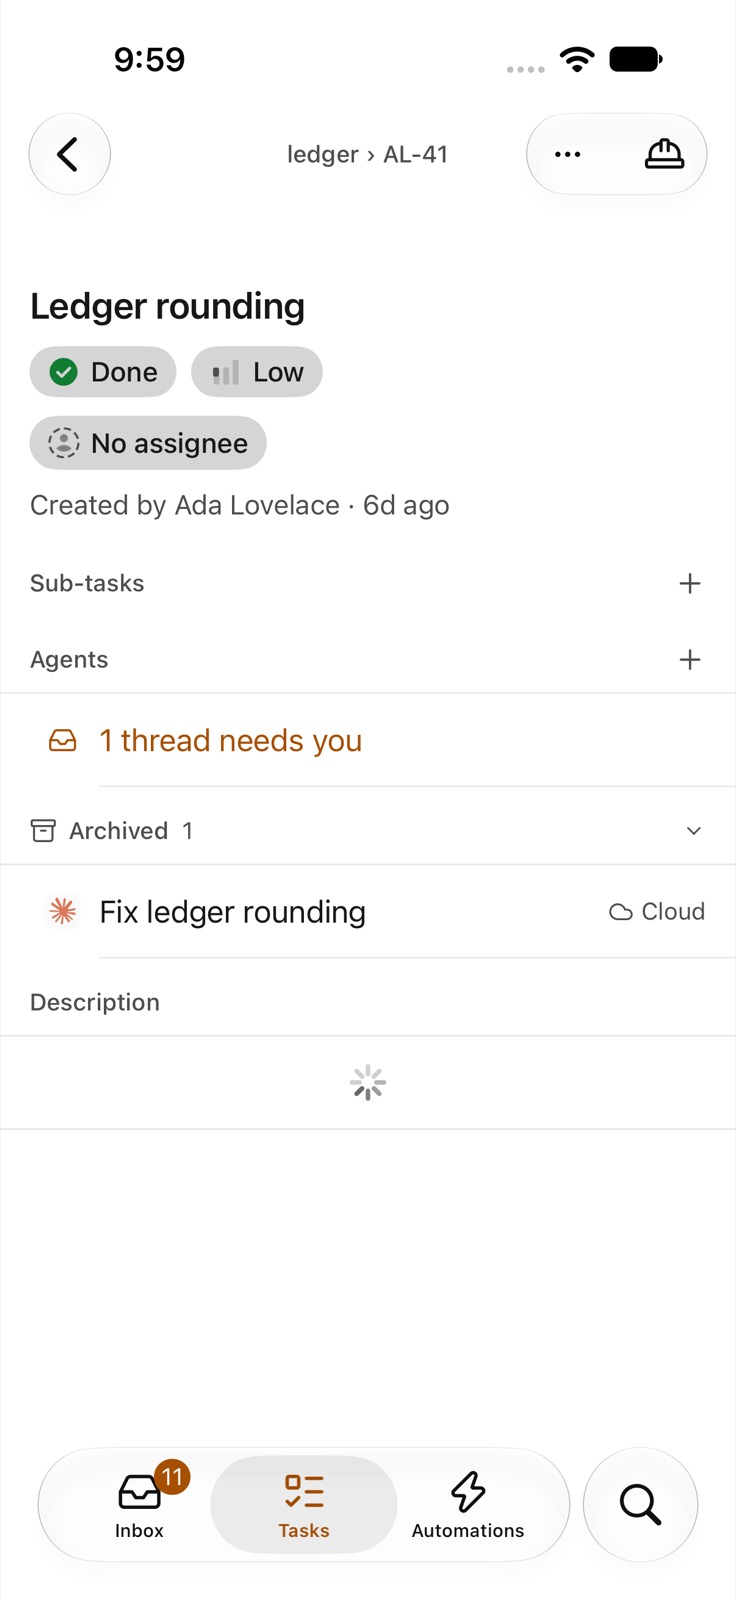 9:59
ledger › AL-41
Ledger rounding
Done
Low
No assignee
Created by Ada Lovelace · 6d ago
Sub-tasks
Agents
1 thread needs you
Archived 1
Fix ledger rounding
Cloud
Description
11
Inbox
Tasks
Automations